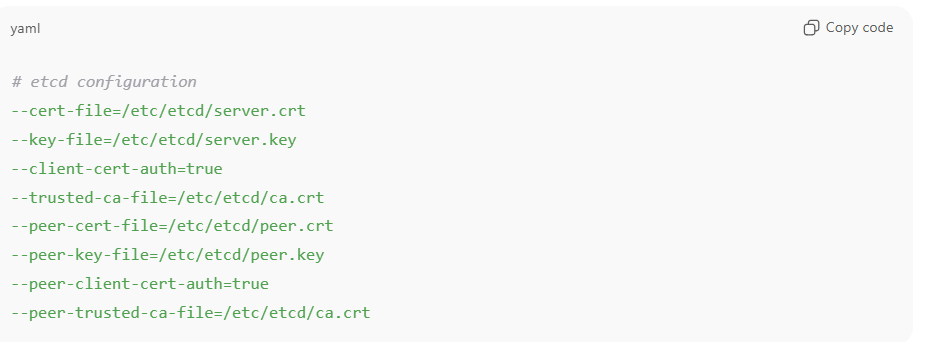 yaml
Copy code
# etcd configuration
--cert-file=/etc/etcd/server.crt
--key-file=/etc/etcd/server.key
--client-cert-auth=true
--trusted-ca-file=/etc/etcd/ca.crt
--peer-cert-file=/etc/etcd/peer.crt
--peer-key-file=/etc/etcd/peer.key
--peer-client-cert-auth=true
--peer-trusted-ca-file=/etc/etcd/ca.crt